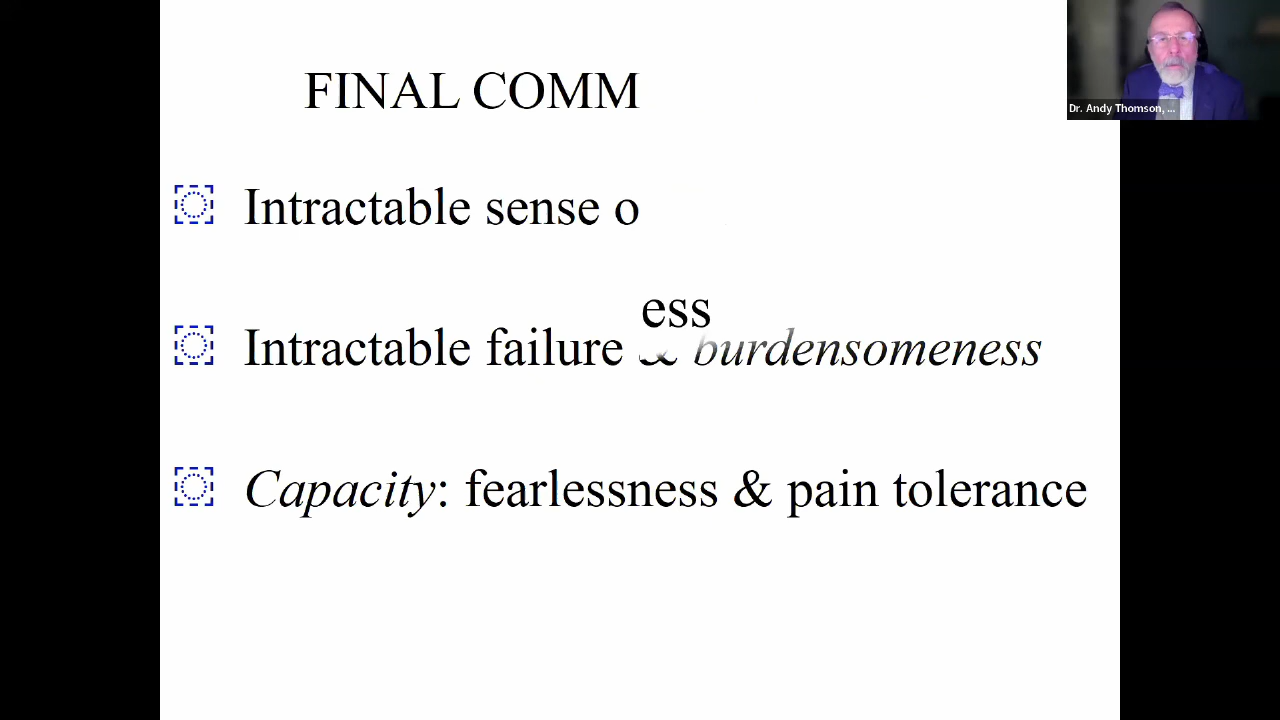 FINAL COMM
Dr. Andy Thomson, ...
Intractable sense o
ess
Intractable failure & burdensomeness
Capacity: fearlessness & pain tolerance